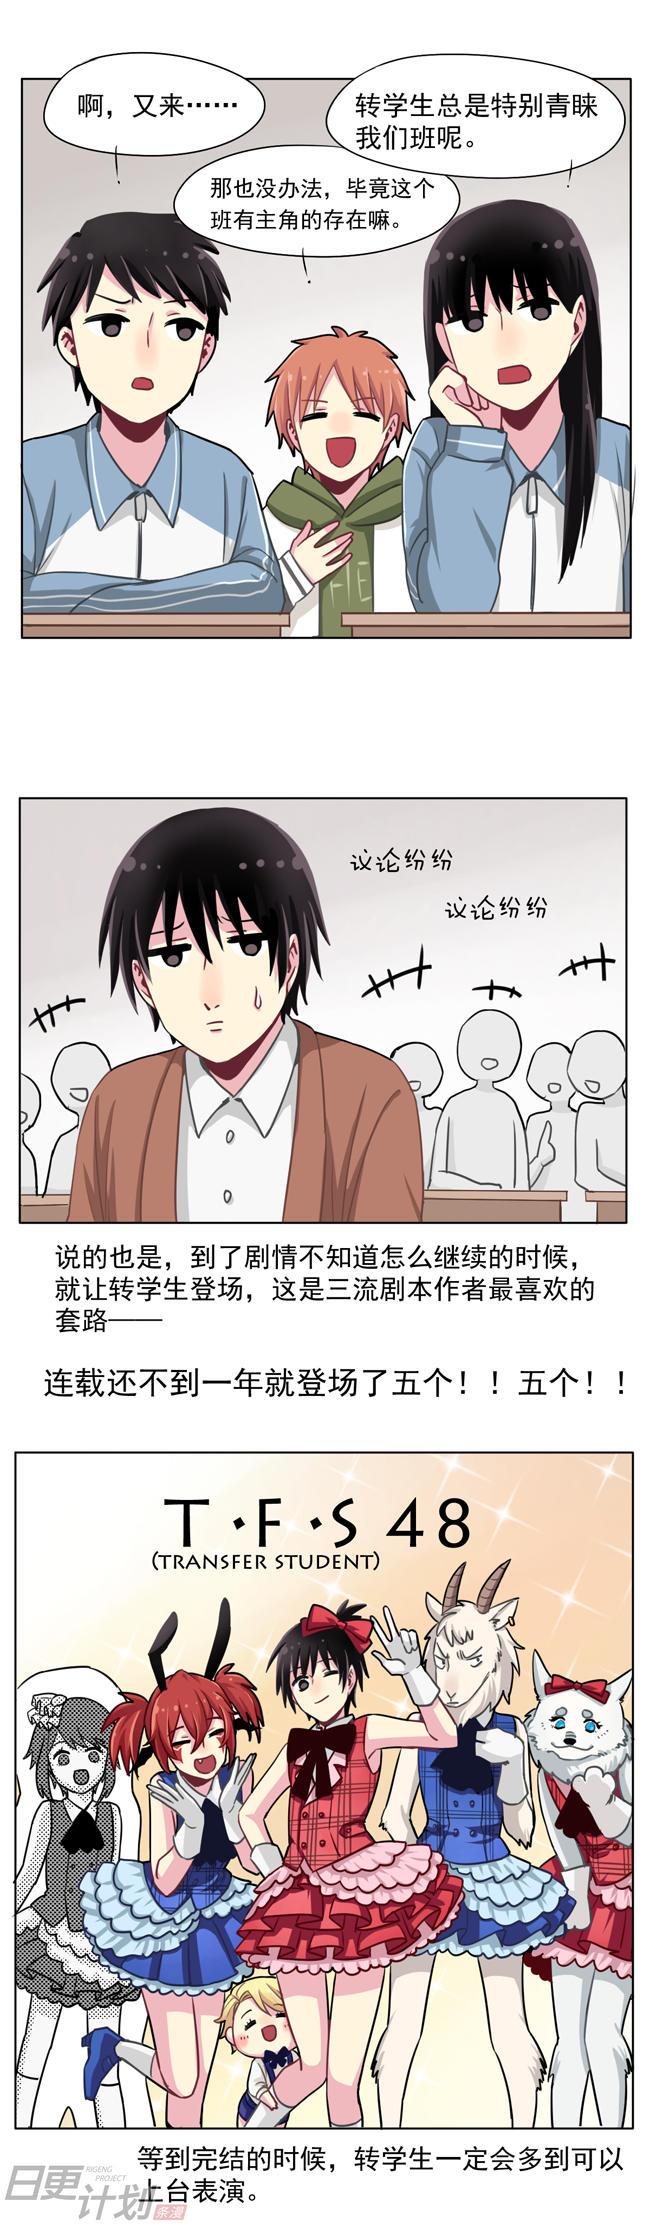 啊，又来……
转学生总是特别青睐
我们班呢。
那也没办法，毕竟这个
班有主角的存在嘛。
议论纷纷
议论纷纷
说的也是，到了剧情不知道怎么继续的时候，
就让转学生登场，这是三流剧本作者最喜欢的
套路——
连载还不到一年就登场了五个！！五个！！
T·F·S 48
(TRANSFER STUDENT)
等到完结的时候，转学生一定会多到可以
上台表演。
日更计划
RIGENG
PROJECT
条漫